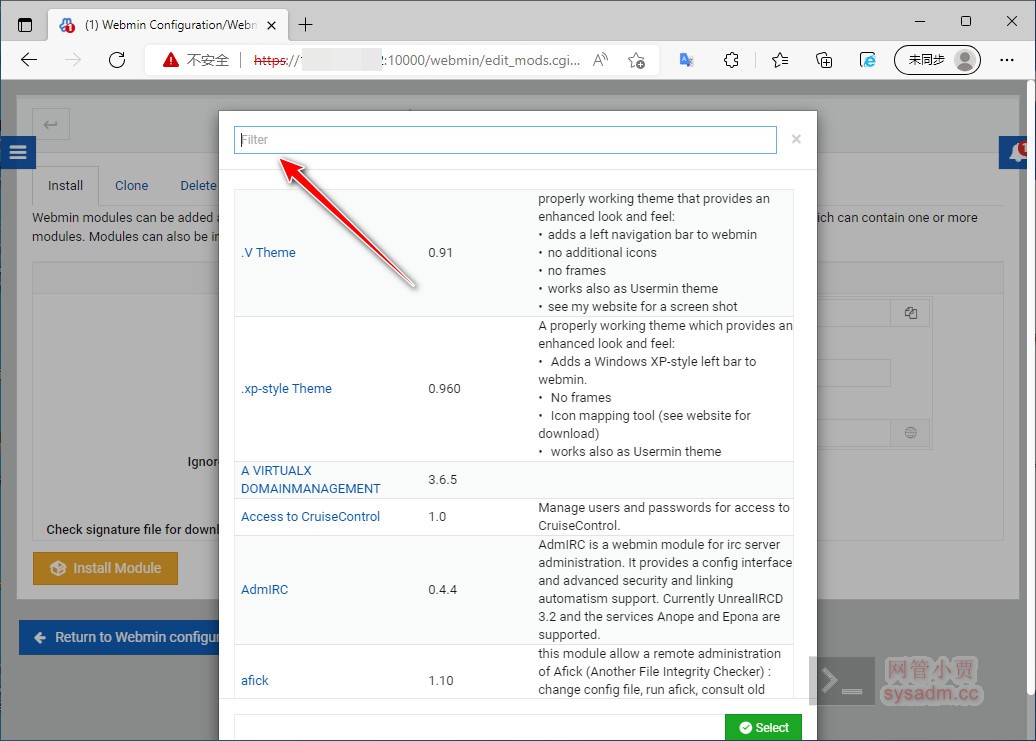 (1) Webmin Configuration/Webm
不安全
https://
:10000/webmin/edit_mods.cgi...
未同步
Filter
Install
Clone
Delete
Webmin modules can be added a
ich can contain one or more
modules. Modules can also be in
.V Theme
0.91
properly working theme that provides an
enhanced look and feel:
• adds a left navigation bar to webmin
• no additional icons
• no frames
• works also as Usermin theme
• see my website for a screen shot
.xp-style Theme
0.960
A properly working theme which provides an
enhanced look and feel:
• Adds a Windows XP-style left bar to
webmin.
• No frames
• Icon mapping tool (see website for
download)
• works also as Usermin theme
Ignor
A VIRTUALX
DOMAINMANAGEMENT
3.6.5
Access to CruiseControl
1.0
Manage users and passwords for access to
CruiseControl.
Check signature file for downl
AdmIRC
0.4.4
AdmIRC is a webmin module for irc server
administration. It provides a config interface
and advanced security and linking
automatism support. Currently UnrealIRCD
3.2 and the services Anope and Epona are
supported.
Install Module
Return to Webmin configur
afick
1.10
this module allow a remote administration
of Afick (Another File Integrity Checker) :
change config file, run afick, consult old
Select
网管小贾
sysadm.cc